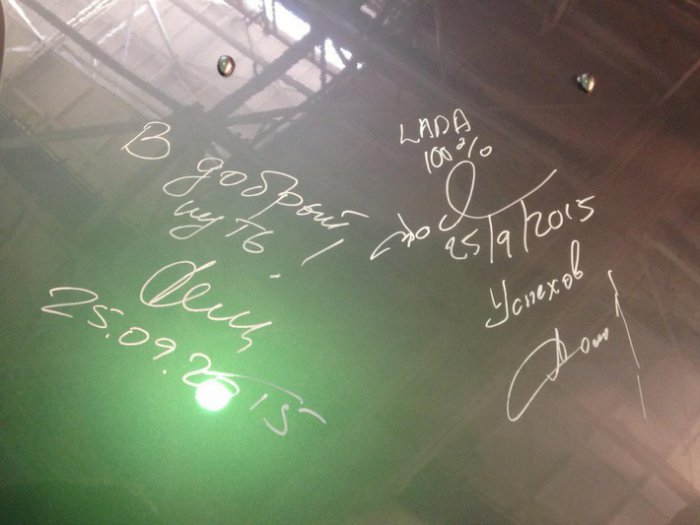 В добрый
путь!
25.09.2015
LADA
100%
25/9/2015
Успехов